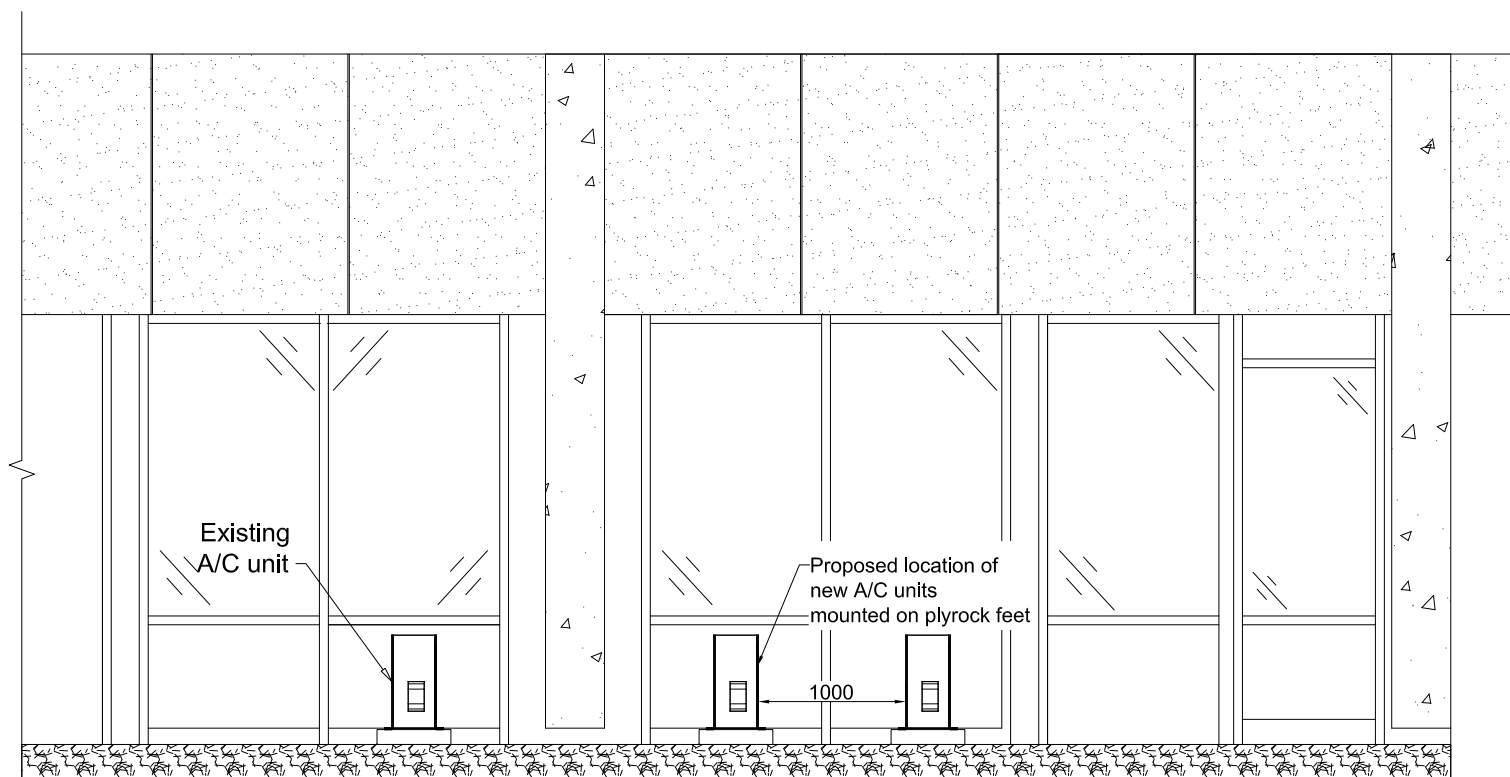 Existing
A/C unit
Proposed location of
new A/C units
mounted on plyrock feet
1000